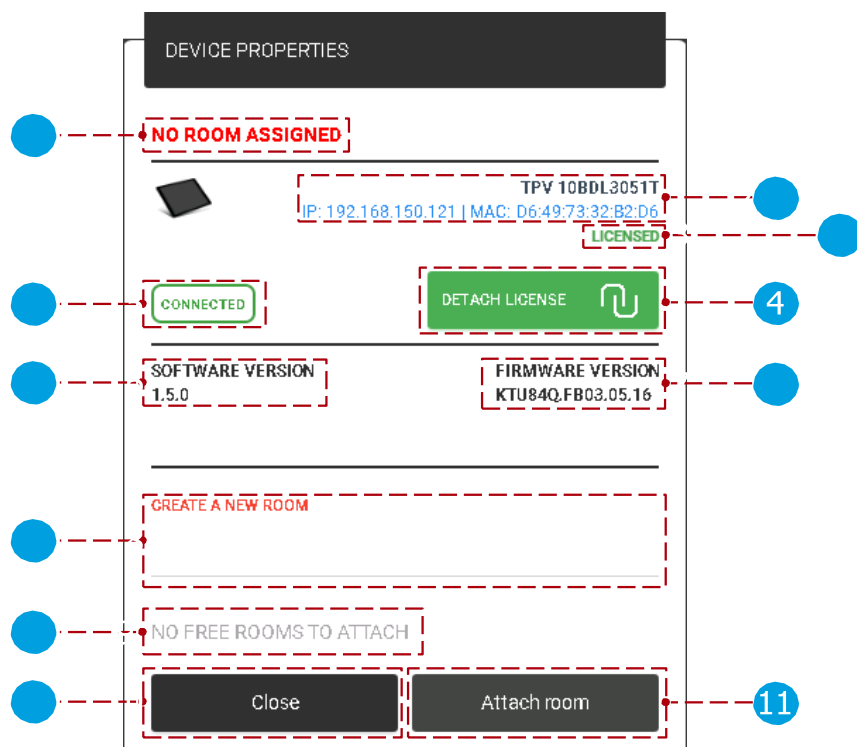 DEVICE PROPERTIES
NO ROOM ASSIGNED
TPV 10BDL3051T
IP: 192.168.150.121 | MAC: D6:49:73:32:B2:D6
LICENSED
CONNECTED
DETACH LICENSE
4
SOFTWARE VERSION
1.5.0
FIRMWARE VERSION
KTU84Q.FB03.05.16
CREATE A NEW ROOM
NO FREE ROOMS TO ATTACH
Close
Attach room
11